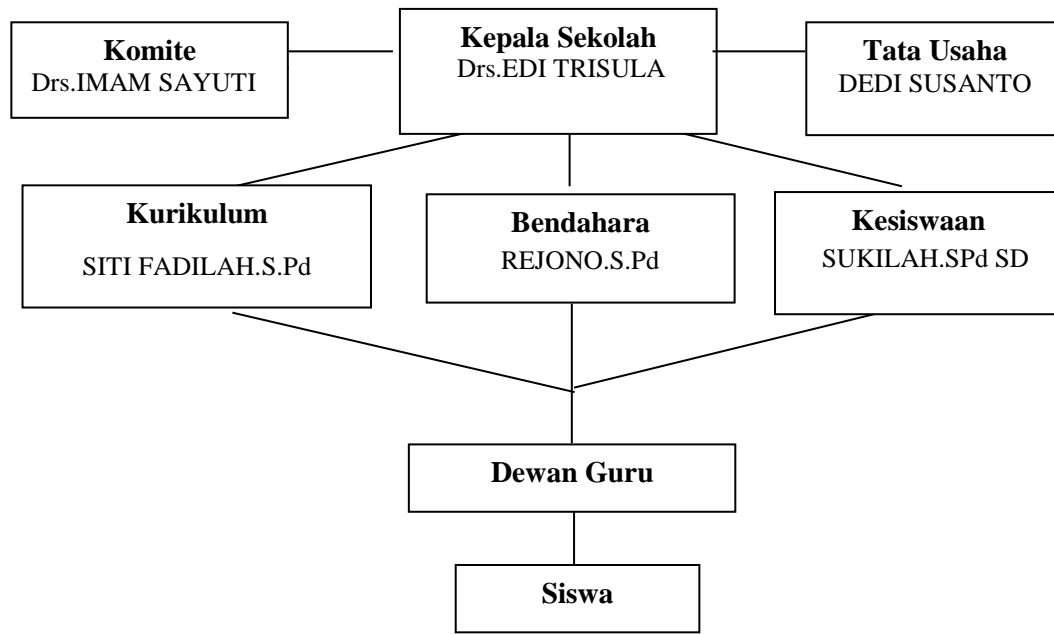 Komite
Drs.IMAM SAYUTI
Kepala Sekolah
Drs.EDI TRISULA
Tata Usaha
DEDI SUSANTO
Kurikulum
SITI FADILAH.S.Pd
Bendahara
REJONO.S.Pd
Kesiswaan
SUKILAH.SPd SD
Dewan Guru
Siswa